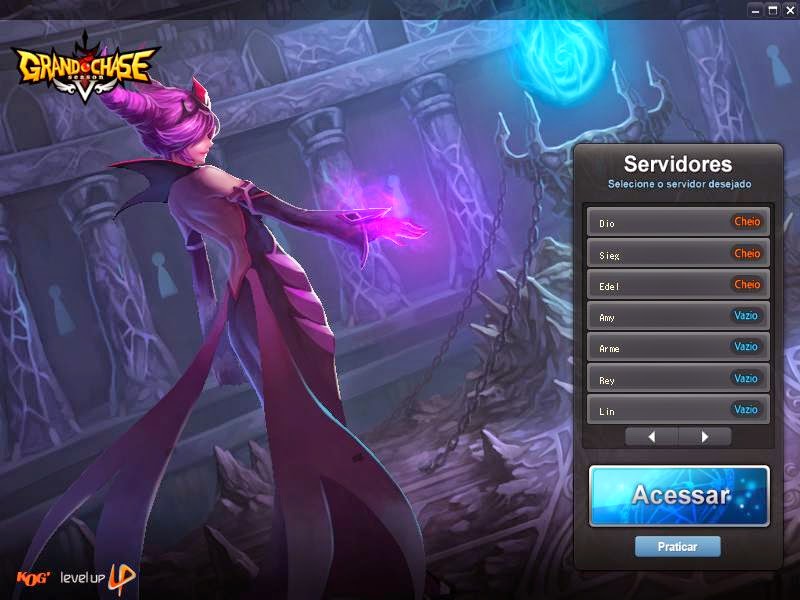 GRAND CHASE
season
Servidores
Selecione o servidor desejado
Dio Cheio
Sieg Cheio
Edel Cheio
Amy Vazio
Arme Vazio
Rey Vazio
Lin Vazio
Acessar
Praticar
KOG' level up UP